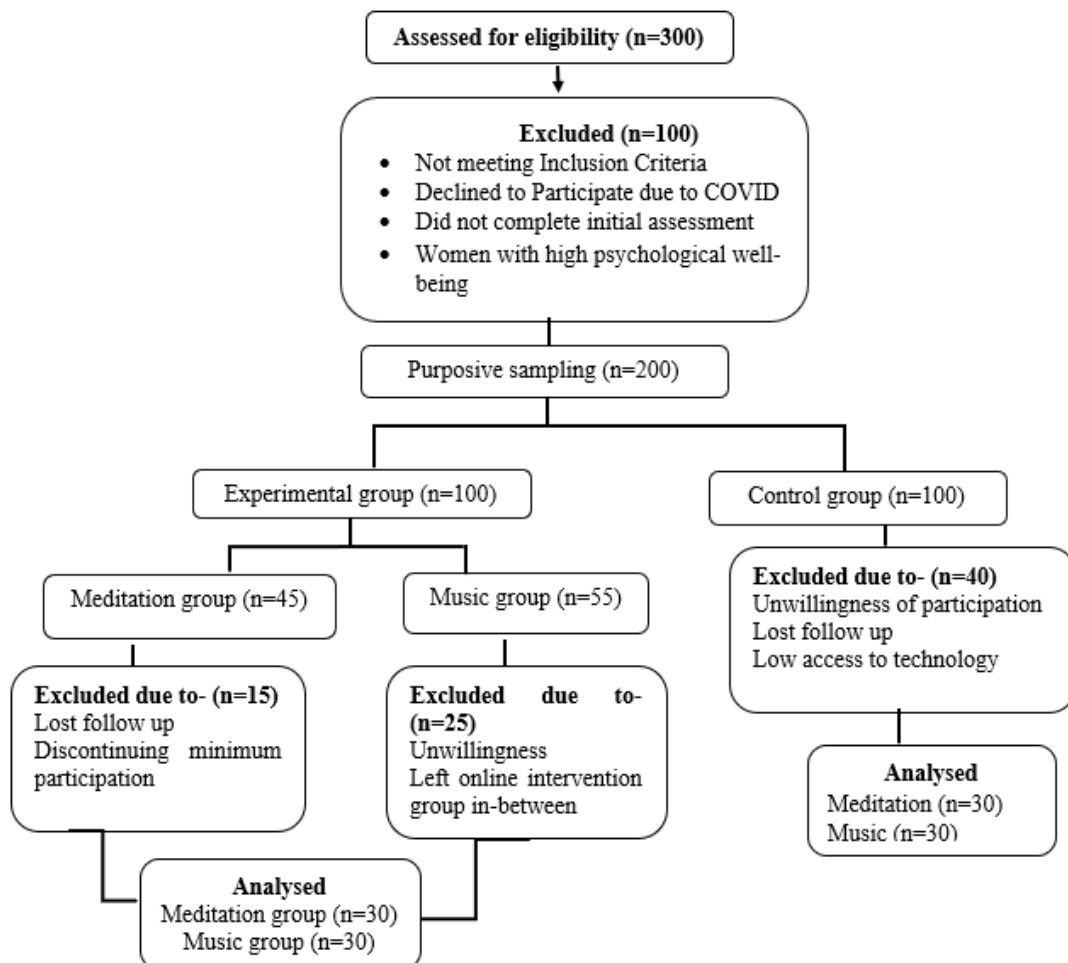 Assessed for eligibility (n=300)
Excluded (n=100)
• Not meeting Inclusion Criteria
• Declined to Participate due to COVID
• Did not complete initial assessment
• Women with high psychological well-
being
Purposive sampling (n=200)
Experimental group (n=100)
Control group (n=100)
Meditation group (n=45)
Music group (n=55)
Excluded due to- (n=40)
Unwillingness of participation
Lost follow up
Low access to technology
Excluded due to- (n=15)
Lost follow up
Discontinuing minimum
participation
Excluded due to-
(n=25)
Unwillingness
Left online intervention
group in-between
Analysed
Meditation (n=30)
Music (n=30)
Analysed
Meditation group (n=30)
Music group (n=30)